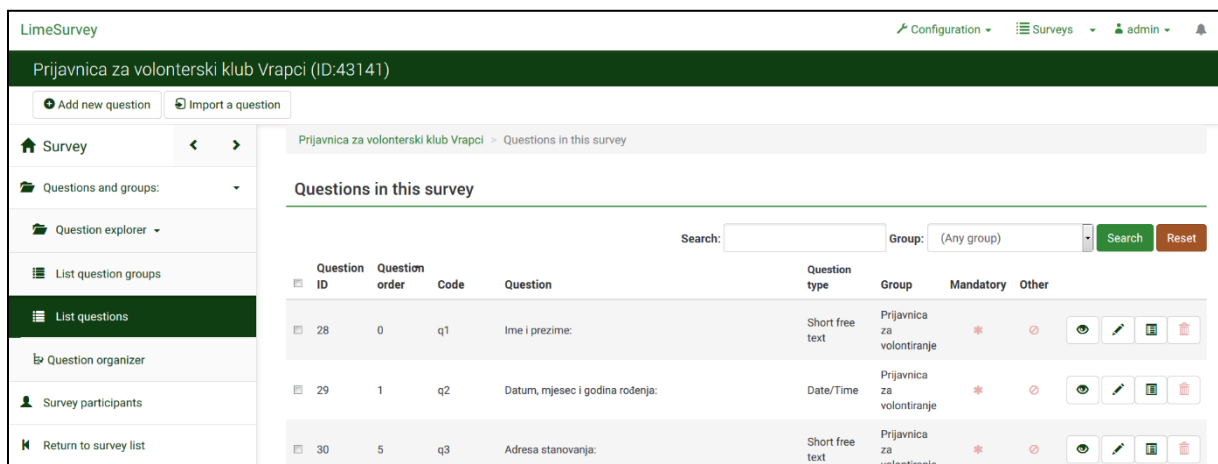 LimeSurvey
Configuration
Surveys
admin
Prijavnica za volonterski klub Vrapci (ID:43141)
Add new question
Import a question
Survey
Prijavnica za volonterski klub Vrapci > Questions in this survey
Questions and groups:
Questions in this survey
Question explorer
Search:
Group: (Any group)
Search
Reset
List question groups
Question ID
Question order
Code
Question
Question type
Group
Mandatory
Other
List questions
28 0 q1 Ime i prezime: Short free text Prijavnica za volontiranje
Question organizer
29 1 q2 Datum, mjesec i godina rođenja: Date/Time Prijavnica za volontiranje
Survey participants
Return to survey list
30 5 q3 Adresa stanovanja: Short free text Prijavnica za volontiranje